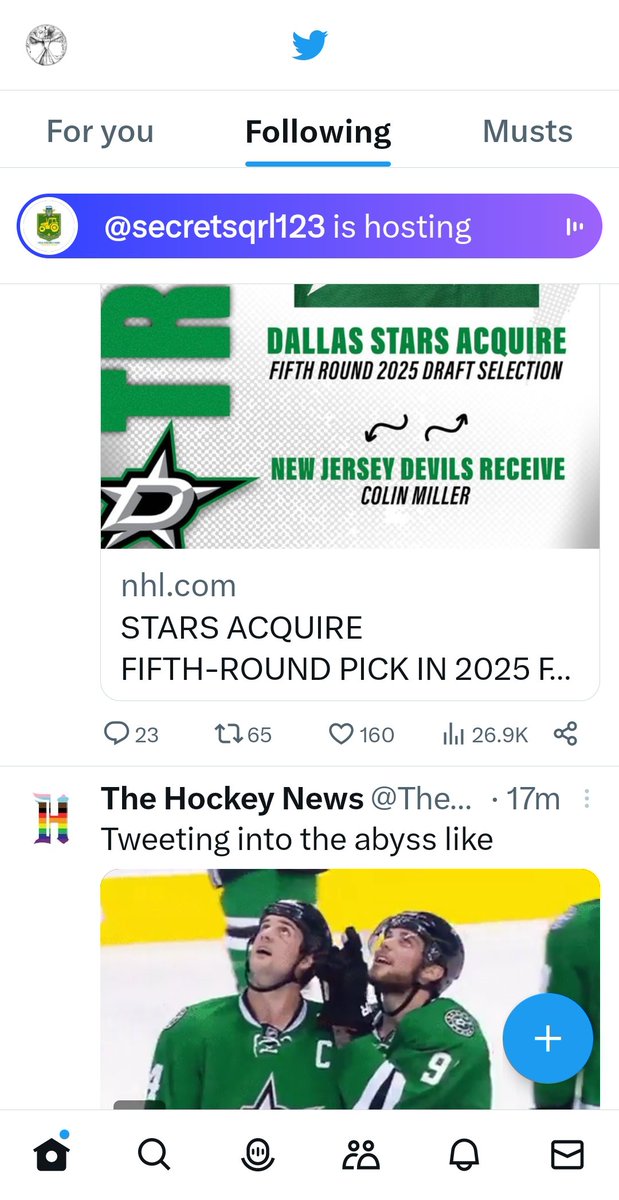 For you
Following
Musts
@secretsqrl123 is hosting
TR
DALLAS STARS ACQUIRE
FIFTH ROUND 2025 DRAFT SELECTION
NEW JERSEY DEVILS RECEIVE
COLIN MILLER
D
nhl.com
STARS ACQUIRE
FIFTH-ROUND PICK IN 2025 F...
23 65 160 26.9K
H
The Hockey News @The... · 17m
Tweeting into the abyss like
C
9
4